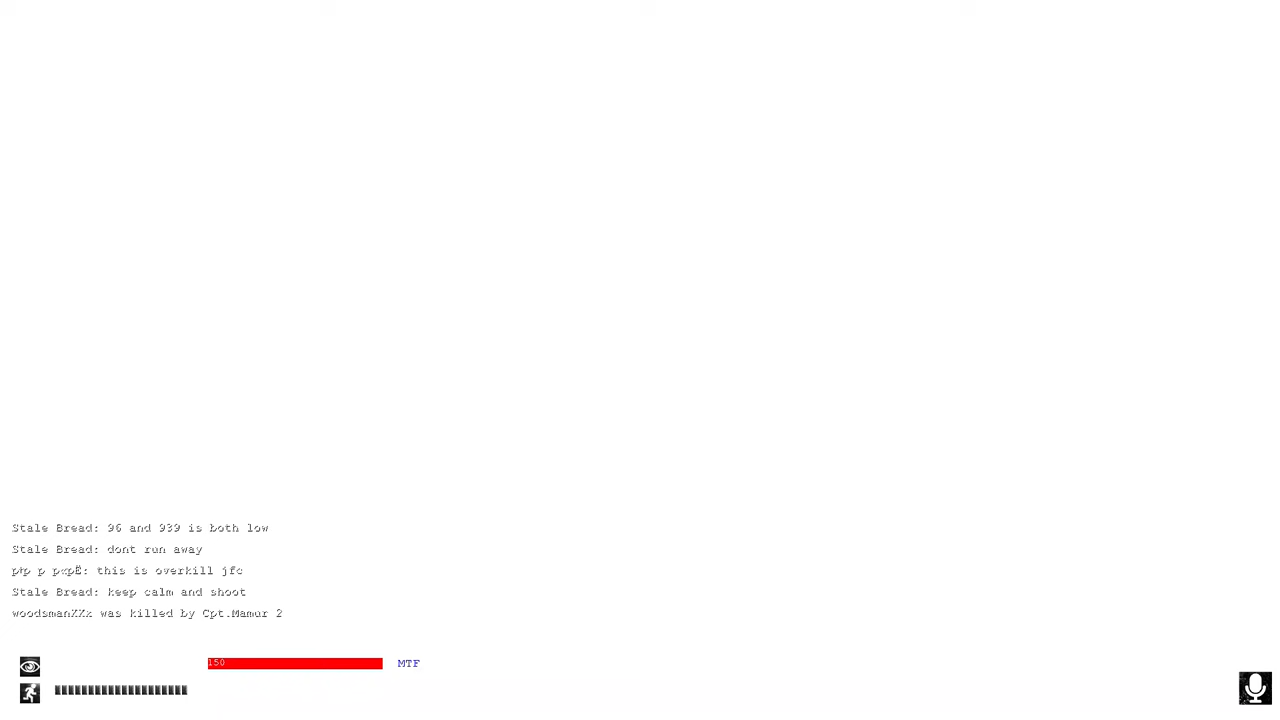 Stale Bread: 96 and 939 is both low
Stale Bread: dont run away
this is overkill jfc
Stale Bread: keep calm and shoot
woodsmanXXx was killed by Cpt.Mamur 2
150
MTF